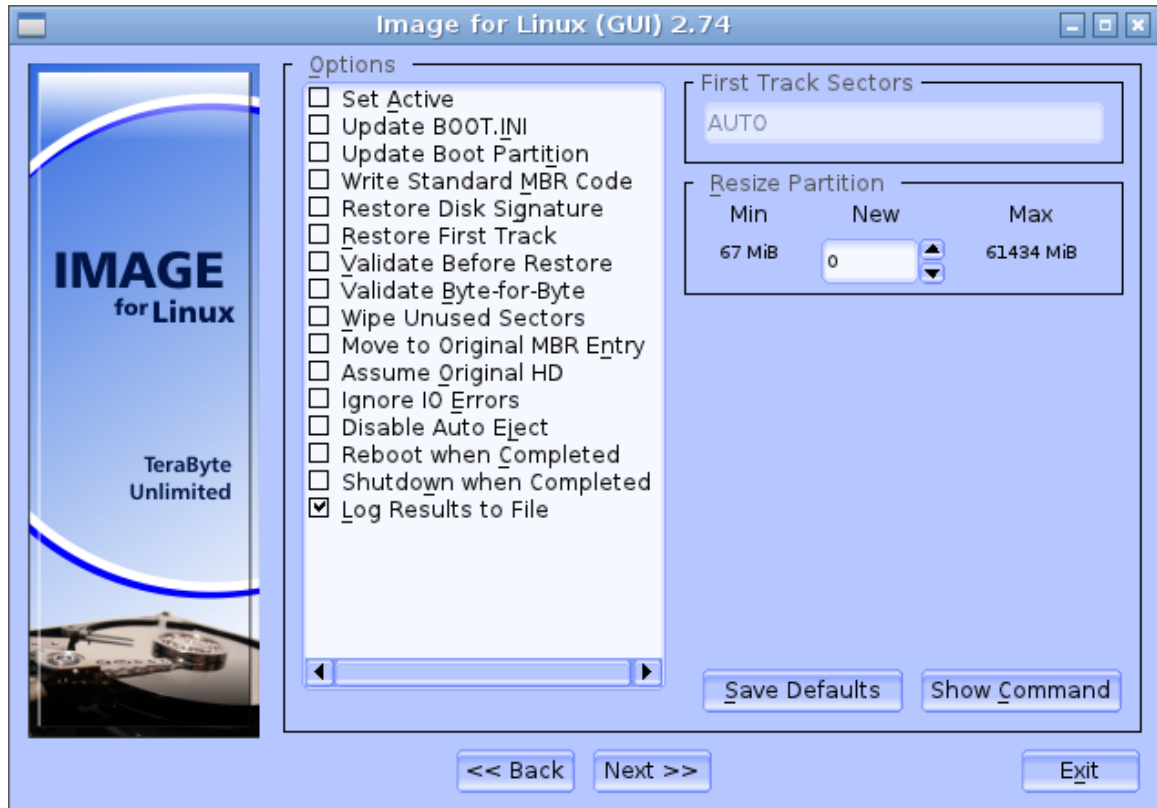 Image for Linux (GUI) 2.74
IMAGE
for Linux
TeraByte
Unlimited
Options
Set Active
Update BOOT.INI
Update Boot Partition
Write Standard MBR Code
Restore Disk Signature
Restore First Track
Validate Before Restore
Validate Byte-for-Byte
Wipe Unused Sectors
Move to Original MBR Entry
Assume Original HD
Ignore IO Errors
Disable Auto Eject
Reboot when Completed
Shutdown when Completed
Log Results to File
First Track Sectors
AUTO
Resize Partition
Min New Max
67 MiB 0 61434 MiB
Save Defaults Show Command
<< Back Next >> Exit